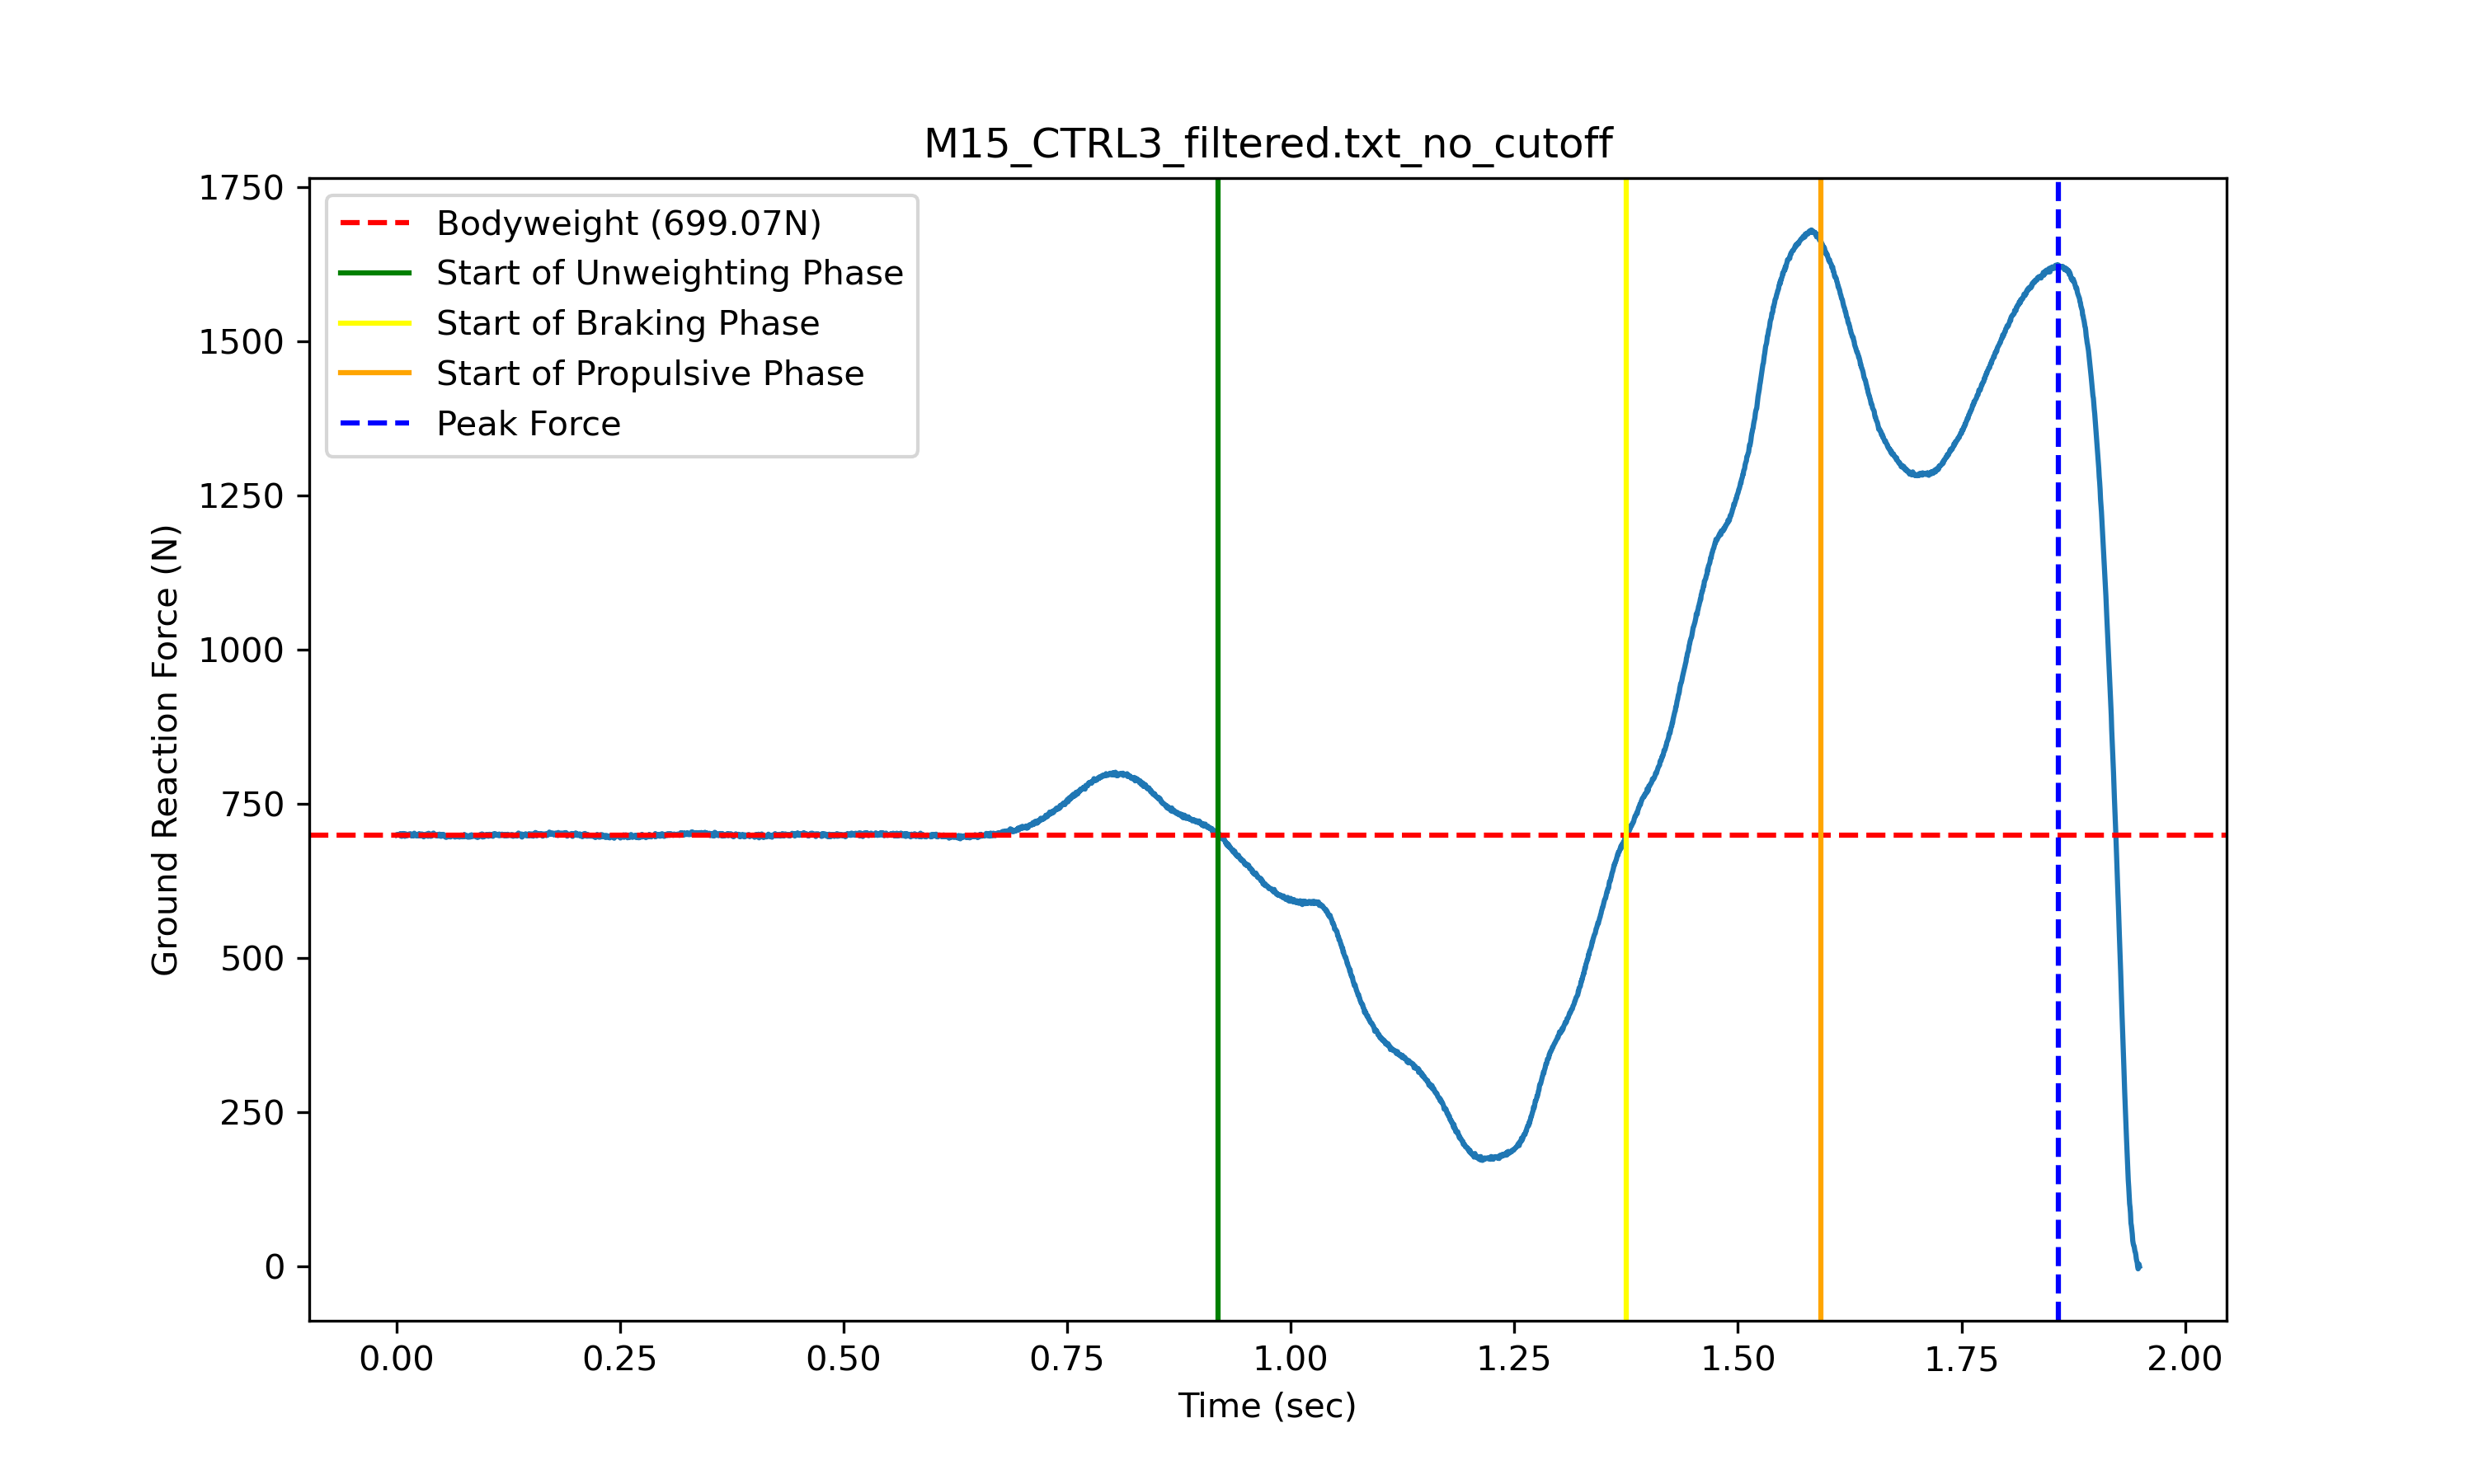 M15_CTRL3_filtered.txt_no_cutoff
1750
1500
1250
1000
750
500
250
0
Ground Reaction Force (N)
Bodyweight (699.07N)
Start of Unweighting Phase
Start of Braking Phase
Start of Propulsive Phase
Peak Force
0.00 0.25 0.50 0.75 1.00 1.25 1.50 1.75 2.00
Time (sec)